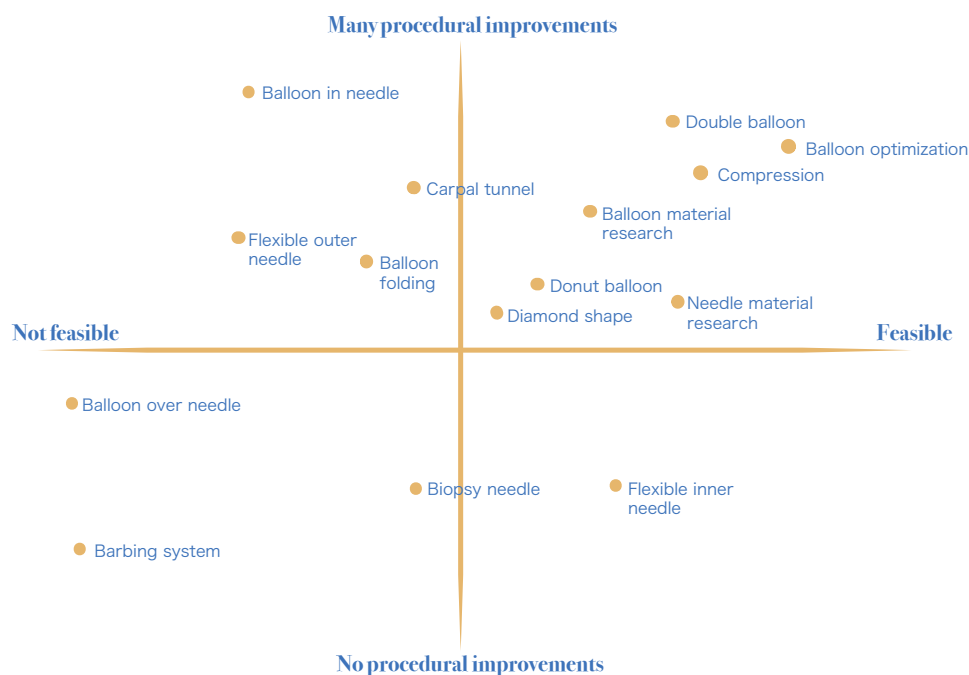 Many procedural improvements
Balloon in needle
Double balloon
Balloon optimization
Compression
Carpal tunnel
Balloon material
research
Flexible outer
needle
Balloon
folding
Donut balloon
Needle material
research
Diamond shape
Not feasible
Feasible
Balloon over needle
Biopsy needle
Flexible inner
needle
Barbing system
No procedural improvements